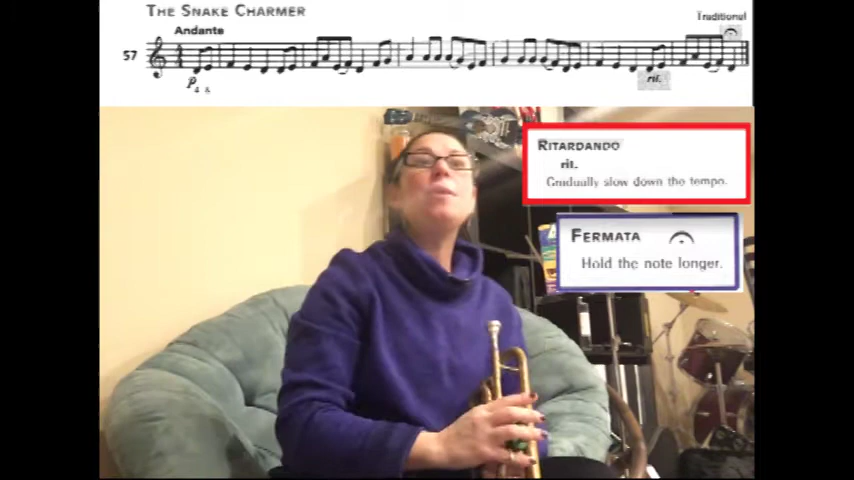 THE SNAKE CHARMER
Traditional
Andante
57
p
rit.
RITARDANDO
rit.
Gradually slow down the tempo.
FERMATA
Hold the note longer.